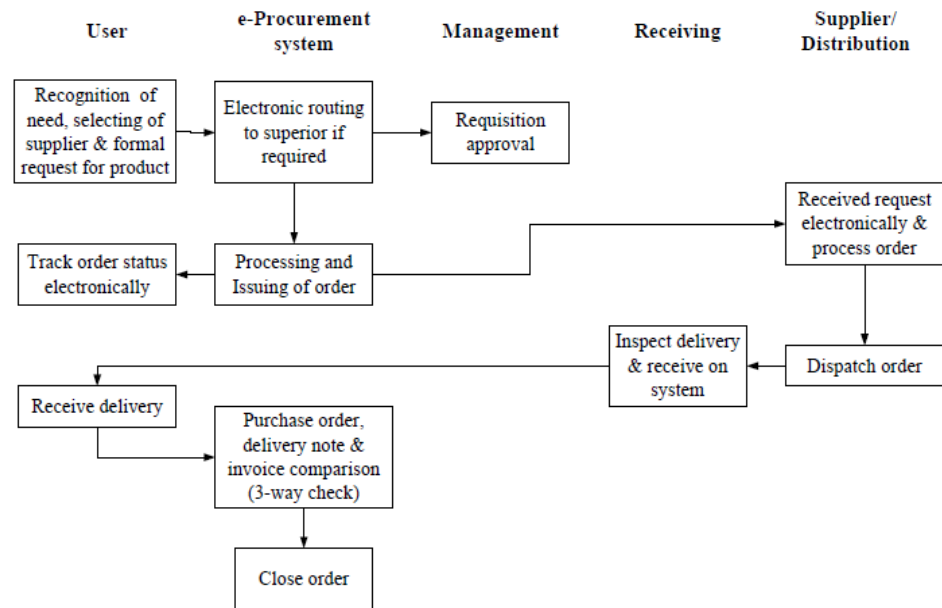 User
e-Procurement
system
Management
Receiving
Supplier/
Distribution
Recognition of
need, selecting of
supplier & formal
request for product
Electronic routing
to superior if
required
Requisition
approval
Received request
electronically &
process order
Track order status
electronically
Processing and
Issuing of order
Inspect delivery
& receive on
system
Dispatch order
Receive delivery
Purchase order,
delivery note &
invoice comparison
(3-way check)
Close order